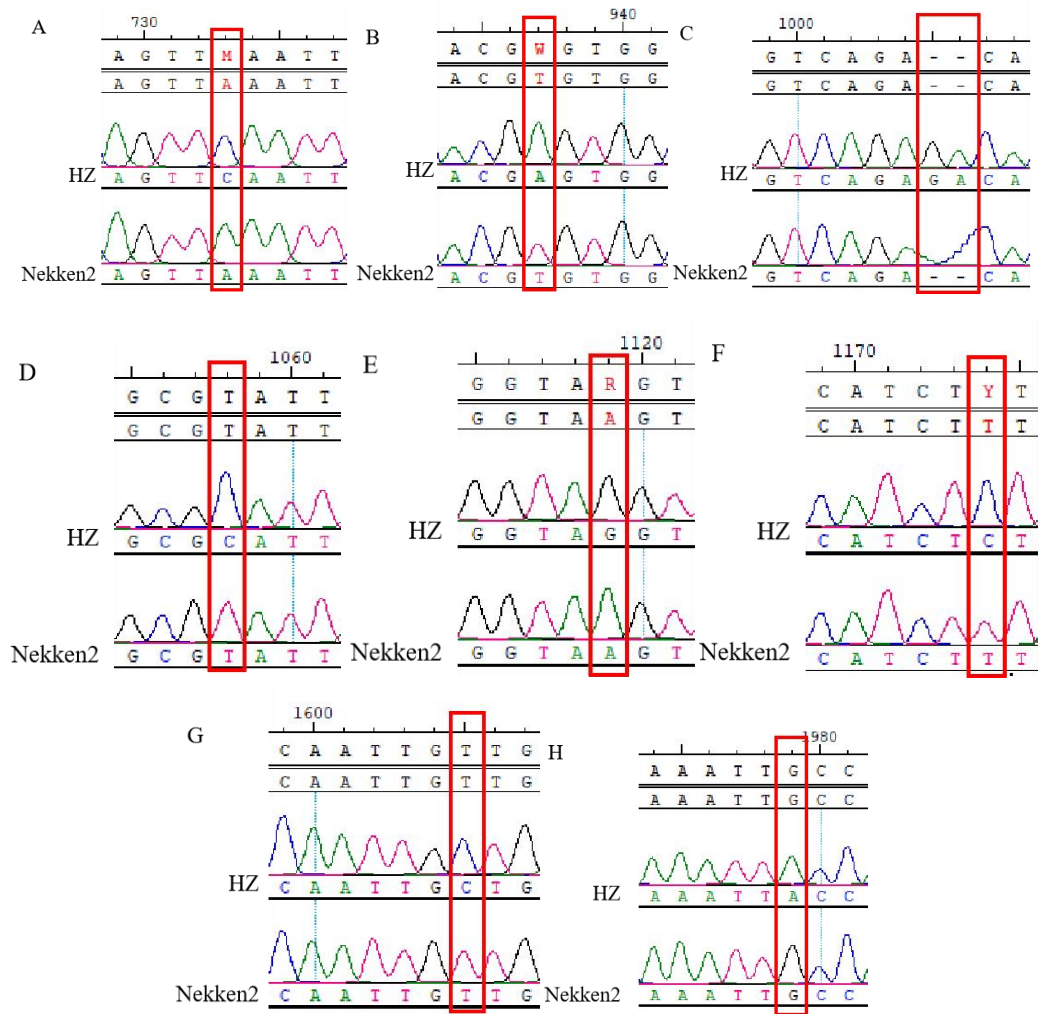 A
730
A G T T M A A T T
A G T T A A A T T
HZ
A G T T C A A T T
Nekken2
A G T T A A A T T
B
940
A C G W G T G G
A C G T G T G G
HZ
A C G A G T G G
Nekken2
A C G T G T G G
C
1000
G T C A G A - - C A
G T C A G A - - C A
HZ
G T C A G A G A C A
Nekken2
G T C A G A - - C A
D
1060
G C G T A T T
G C G T A T T
HZ
G C G C A T T
Nekken2
G C G T A T T
E
1120
G G T A R G T
G G T A A G T
HZ
G G T A G G T
Nekken2
G G T A A G T
F
1170
C A T C T Y T
C A T C T T T
HZ
C A T C T C T
Nekken2
C A T C T T T
G
1600
C A A T T G T T G
C A A T T G T T G
HZ
C A A T T G C T G
Nekken2
C A A T T G T T G
H
1980
A A A T T G C C
A A A T T G C C
HZ
A A A T T A C C
Nekken2
A A A T T G C C